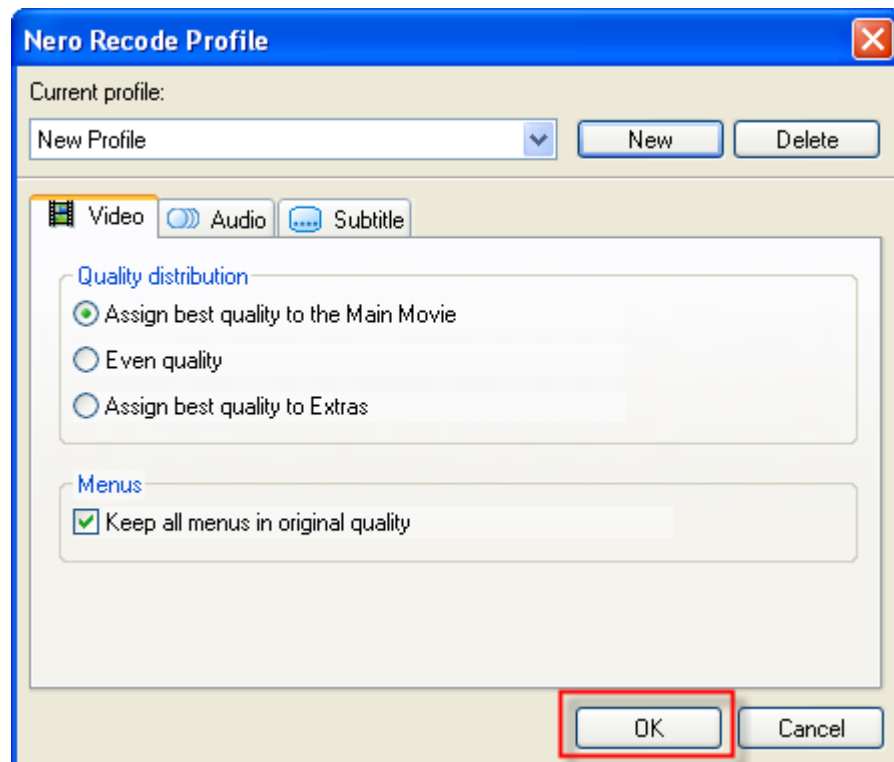 Nero Recode Profile
Current profile:
New Profile New Delete
Video Audio Subtitle
Quality distribution
Assign best quality to the Main Movie
Even quality
Assign best quality to Extras
Menus
Keep all menus in original quality
OK Cancel